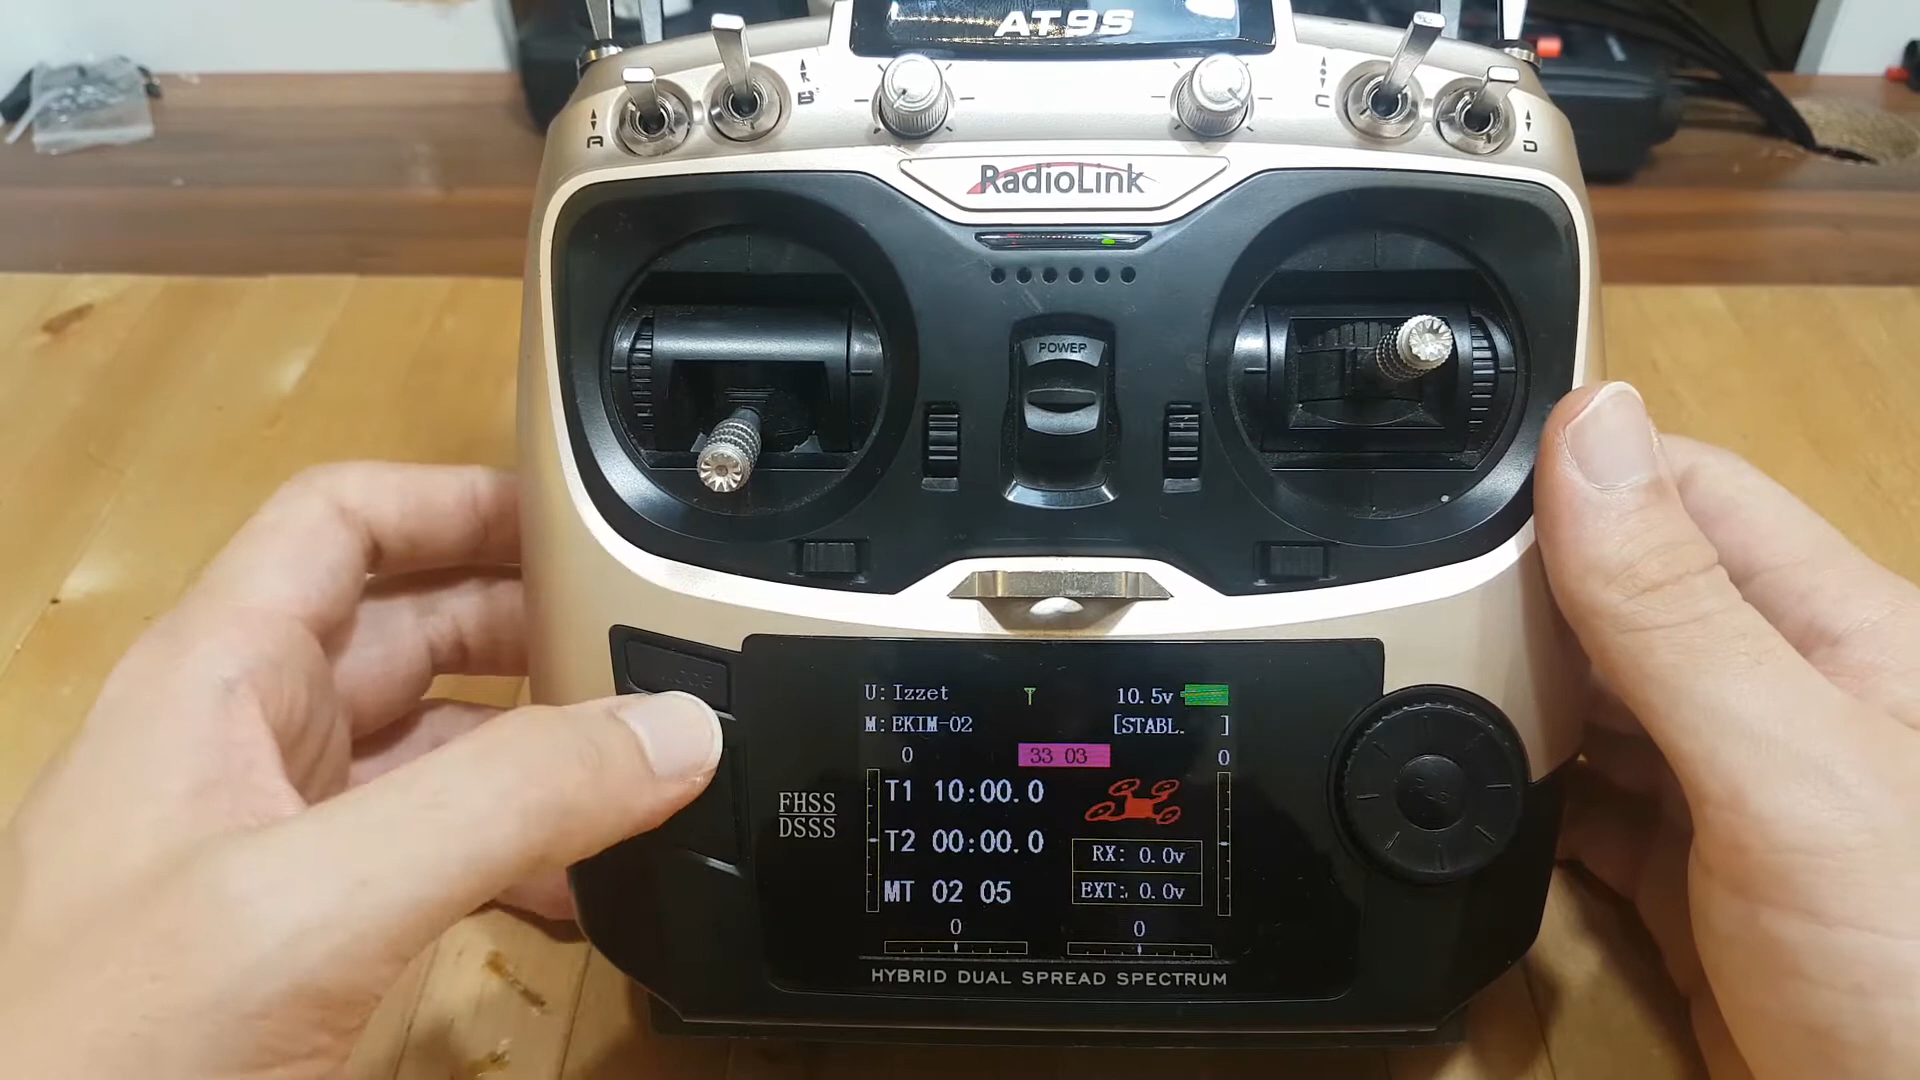 AT9S
A
B
C
D
RadioLink
POWER
MODE
U: Izzet
10.5v
M: EKIM-02
[STABL. ]
0
33 03
0
T1 10:00.0
FHSS
DSSS
T2 00:00.0
RX: 0.0v
MT 02 05
EXT: 0.0v
0
0
HYBRID DUAL SPREAD SPECTRUM